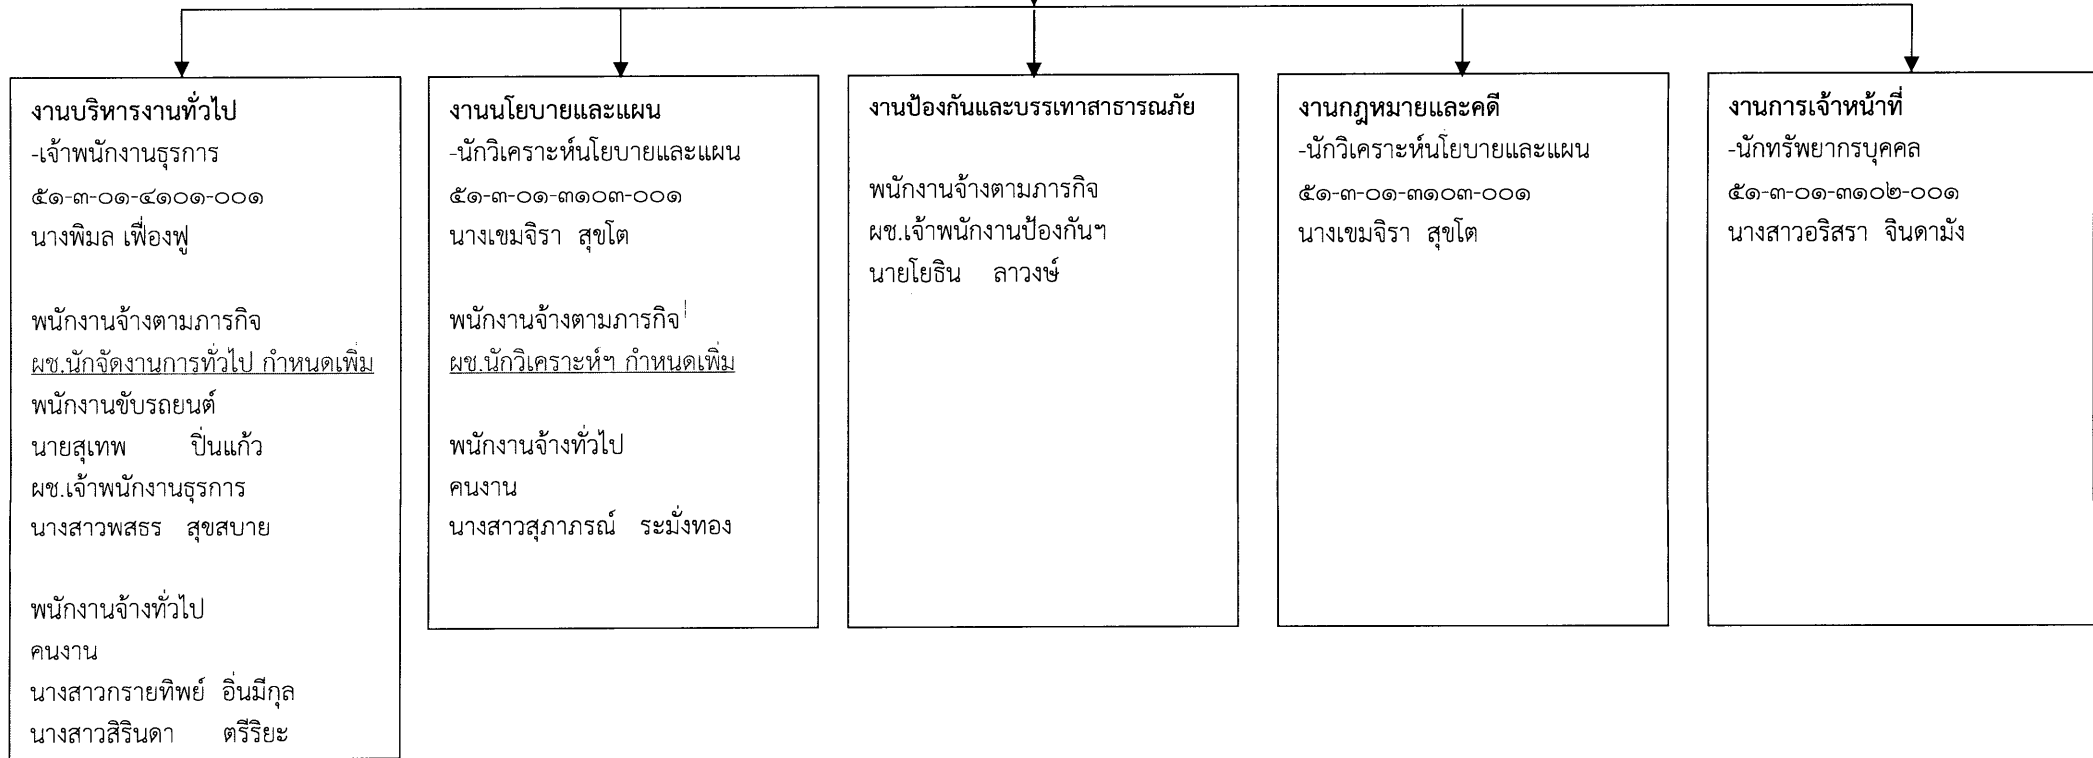 งานบริหารงานทั่วไป
-เจ้าพนักงานธุรการ
๕๑-๓-๐๑-๔๑๐๑-๐๐๑
นางพิมล เฟื่องฟู
พนักงานจ้างตามภารกิจ
ผช.นักจัดงานการทั่วไป กำหนดเพิ่ม
พนักงานขับรถยนต์
นายสุเทพ ปิ่นแก้ว
ผช.เจ้าพนักงานธุรการ
นางสาวพสธร สุขสบาย
พนักงานจ้างทั่วไป
คนงาน
นางสาวกรายทิพย์ อิ่นมีกุล
นางสาวสิรินดา ตรีริยะ
งานนโยบายและแผน
-นักวิเคราะห์นโยบายและแผน
๕๑-๓-๐๑-๓๑๐๓-๐๐๑
นางเขมจิรา สุขโต
พนักงานจ้างตามภารกิจ
ผช.นักวิเคราะห์ฯ กำหนดเพิ่ม
พนักงานจ้างทั่วไป
คนงาน
นางสาวสุภาภรณ์ ระมั่งทอง
งานป้องกันและบรรเทาสาธารณภัย
พนักงานจ้างตามภารกิจ
ผช.เจ้าพนักงานป้องกันฯ
นายโยธิน ลาวงษ์
งานกฎหมายและคดี
-นักวิเคราะห์นโยบายและแผน
๕๑-๓-๐๑-๓๑๐๓-๐๐๑
นางเขมจิรา สุขโต
งานการเจ้าหน้าที่
-นักทรัพยากรบุคคล
๕๑-๓-๐๑-๓๑๐๒-๐๐๑
นางสาวอริสรา จินดามัง